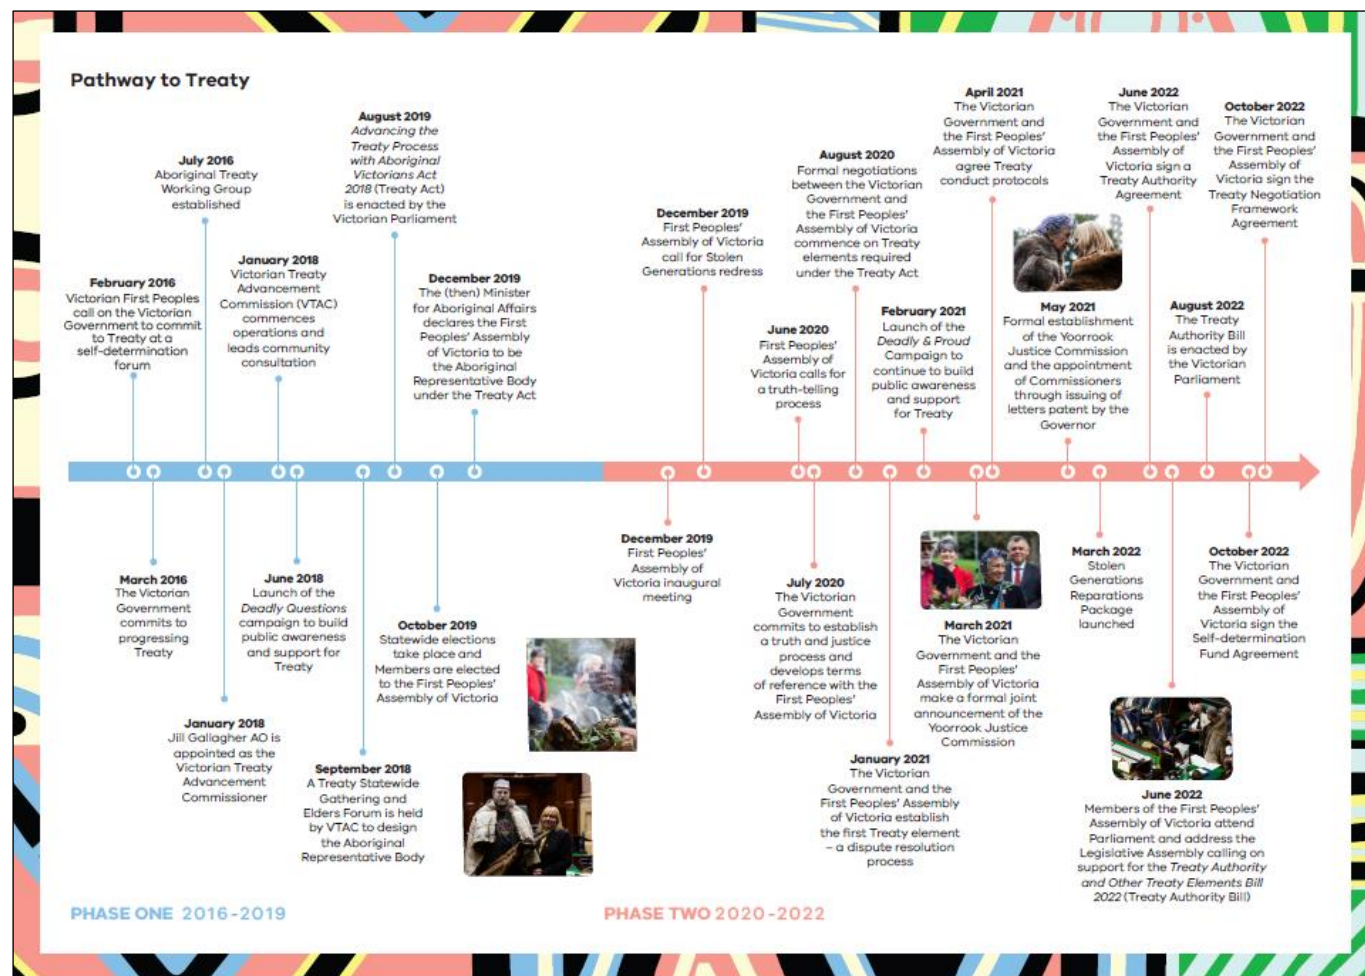 Pathway to Treaty
February 2016
Victorian First Peoples
call on the Victorian
Government to commit
to Treaty at a
self-determination
forum
March 2016
The Victorian
Government
commits to
progressing
Treaty
July 2016
Aboriginal Treaty
Working Group
established
January 2018
Jill Gallagher AO is
appointed as the
Victorian Treaty
Advancement
Commissioner
January 2018
Victorian Treaty
Advancement
Commission (VTAC)
commences
operations and
leads community
consultation
June 2018
Launch of the
Deadly Questions
campaign to build
public awareness
and support for
Treaty
September 2018
A Treaty Statewide
Gathering and
Elders Forum is held
by VTAC to design
the Aboriginal
Representative Body
August 2019
Advancing the
Treaty Process
with Aboriginal
Victorians Act
2018 (Treaty Act)
is enacted by the
Victorian Parliament
October 2019
Statewide elections
take place and
Members are elected
to the First Peoples'
Assembly of Victoria
December 2019
The (then) Minister
for Aboriginal Affairs
declares the First
Peoples' Assembly
of Victoria to be
the Aboriginal
Representative Body
under the Treaty Act
December 2019
First Peoples'
Assembly of
Victoria inaugural
meeting
December 2019
First Peoples'
Assembly of Victoria
call for Stolen
Generations redress
June 2020
First Peoples'
Assembly of
Victoria calls for
a truth-telling
process
July 2020
The Victorian
Government
commits to establish
a truth and justice
process and
develops terms
of reference with the
First Peoples'
Assembly of Victoria
August 2020
Formal negotiations
between the Victorian
Government and
the First Peoples'
Assembly of Victoria
commence on Treaty
elements required
under the Treaty Act
January 2021
The Victorian
Government and the
First Peoples' Assembly
of Victoria establish
the first Treaty element
– a dispute resolution
process
February 2021
Launch of the
Deadly & Proud
Campaign to
continue to build
public awareness
and support
for Treaty
March 2021
The Victorian
Government and the
First Peoples'
Assembly of Victoria
make a formal joint
announcement of the
Yoorrook Justice
Commission
April 2021
The Victorian
Government and
the First Peoples'
Assembly of Victoria
agree Treaty
conduct protocols
May 2021
Formal establishment
of the Yoorrook
Justice Commission
and the appointment
of Commissioners
through issuing of
letters patent by the
Governor
March 2022
Stolen
Generations
Reparations
Package
launched
June 2022
The Victorian
Government and
the First Peoples'
Assembly of
Victoria sign a
Treaty Authority
Agreement
June 2022
Members of the First Peoples'
Assembly of Victoria attend
Parliament and address the
Legislative Assembly calling on
support for the Treaty Authority
and Other Treaty Elements Bill
2022 (Treaty Authority Bill)
August 2022
The Treaty
Authority Bill
is enacted by
the Victorian
Parliament
October 2022
The Victorian
Government and
the First Peoples'
Assembly of
Victoria sign the
Self-determination
Fund Agreement
October 2022
The Victorian
Government and
the First Peoples'
Assembly of
Victoria sign the
Treaty Negotiation
Framework
Agreement
PHASE ONE 2016-2019
PHASE TWO 2020-2022